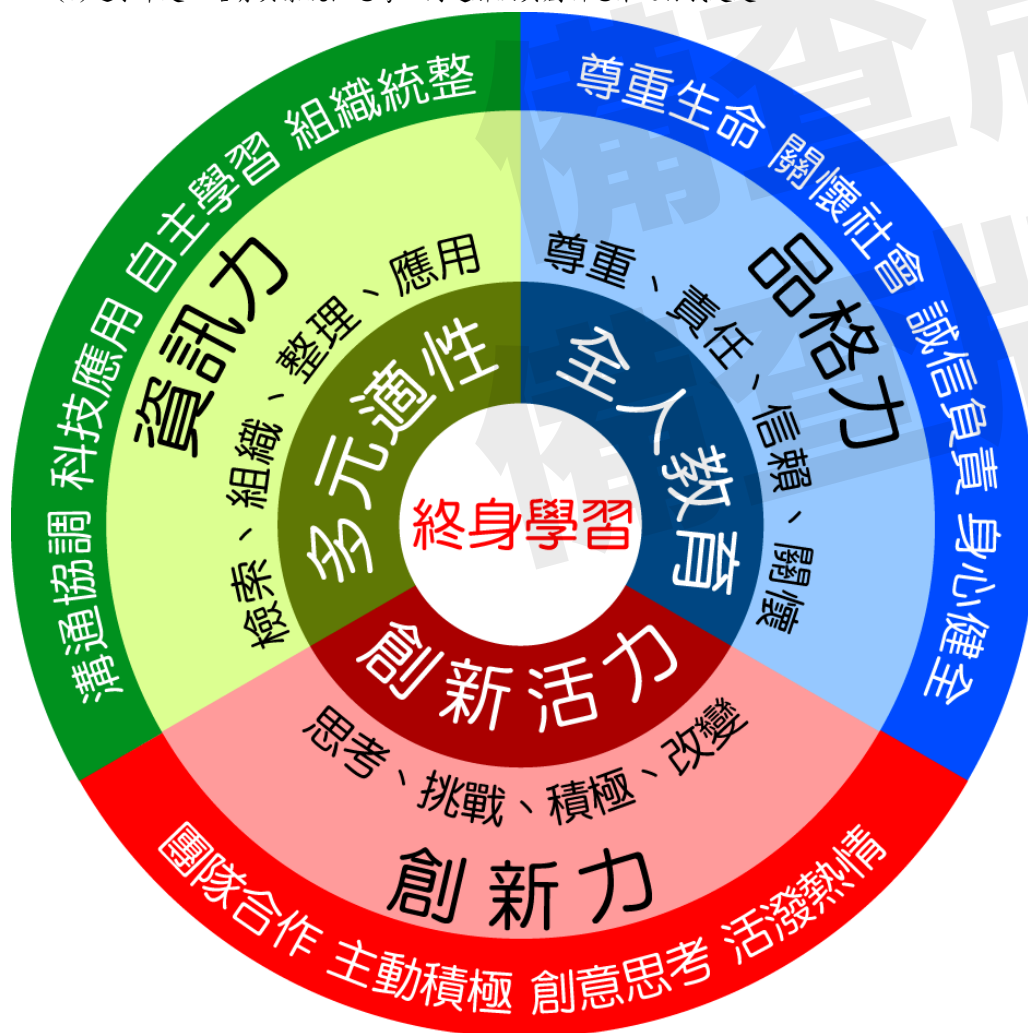 終身學習
全人教育
品格力
尊重、責任、信賴、關懷
尊重生命 關懷社會 誠信負責 身心健全
創新活力
創新力
思考、挑戰、積極、改變
團隊合作 主動積極 創意思考 活潑熱情
多元適性
資訊力
檢索、組織、整理、應用
溝通協調 科技應用 自主學習 組織統整
備查
備查